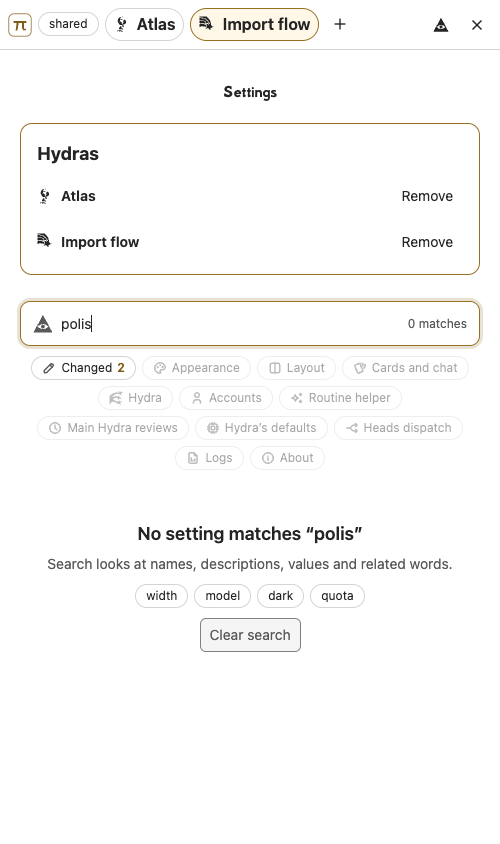 π shared Atlas Import flow +
Settings
Hydras
Atlas Remove
Import flow Remove
polis 0 matches
Changed 2 Appearance Layout Cards and chat
Hydra Accounts Routine helper
Main Hydra reviews Hydra’s defaults Heads dispatch
Logs About
No setting matches “polis”
Search looks at names, descriptions, values and related words.
width model dark quota
Clear search